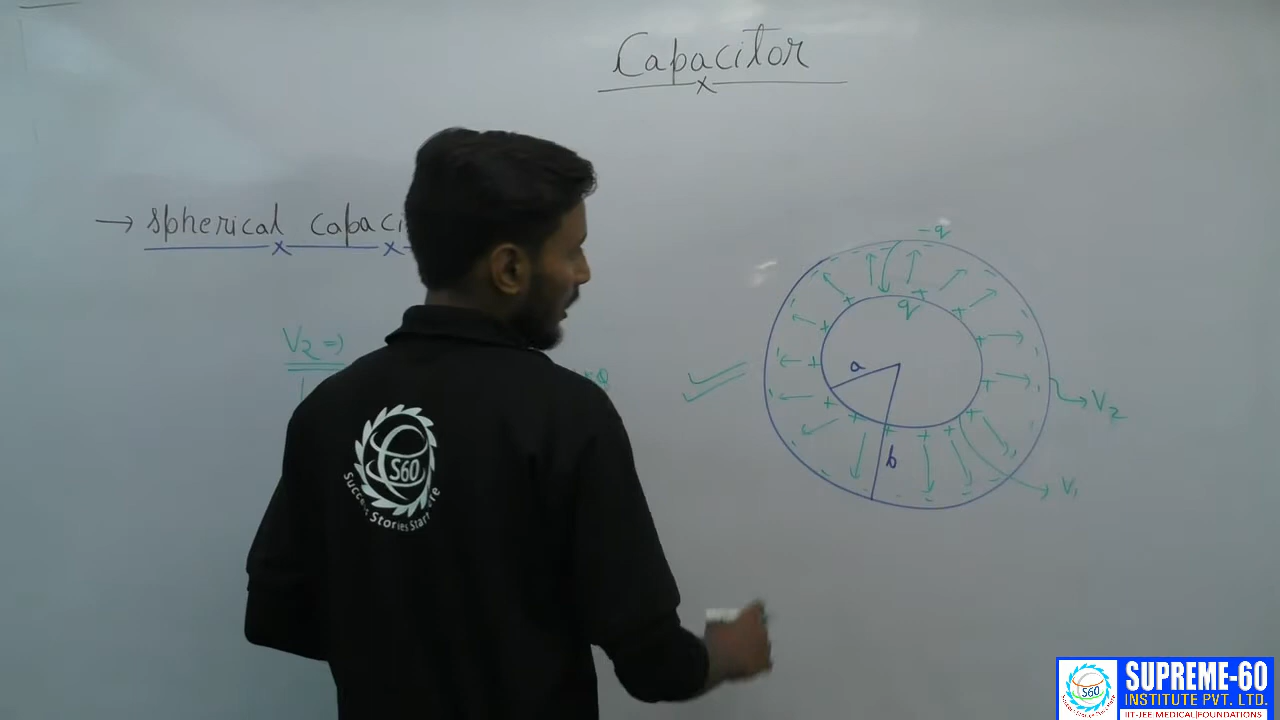 Capacitor
→ spherical capaci
V₂ ⇒
-q
q
a
b
V₂
V₁
S60
Success Stories Start
S60
SUPREME-60
INSTITUTE PVT. LTD.
IIT-JEE MEDICAL|FOUNDATIONS